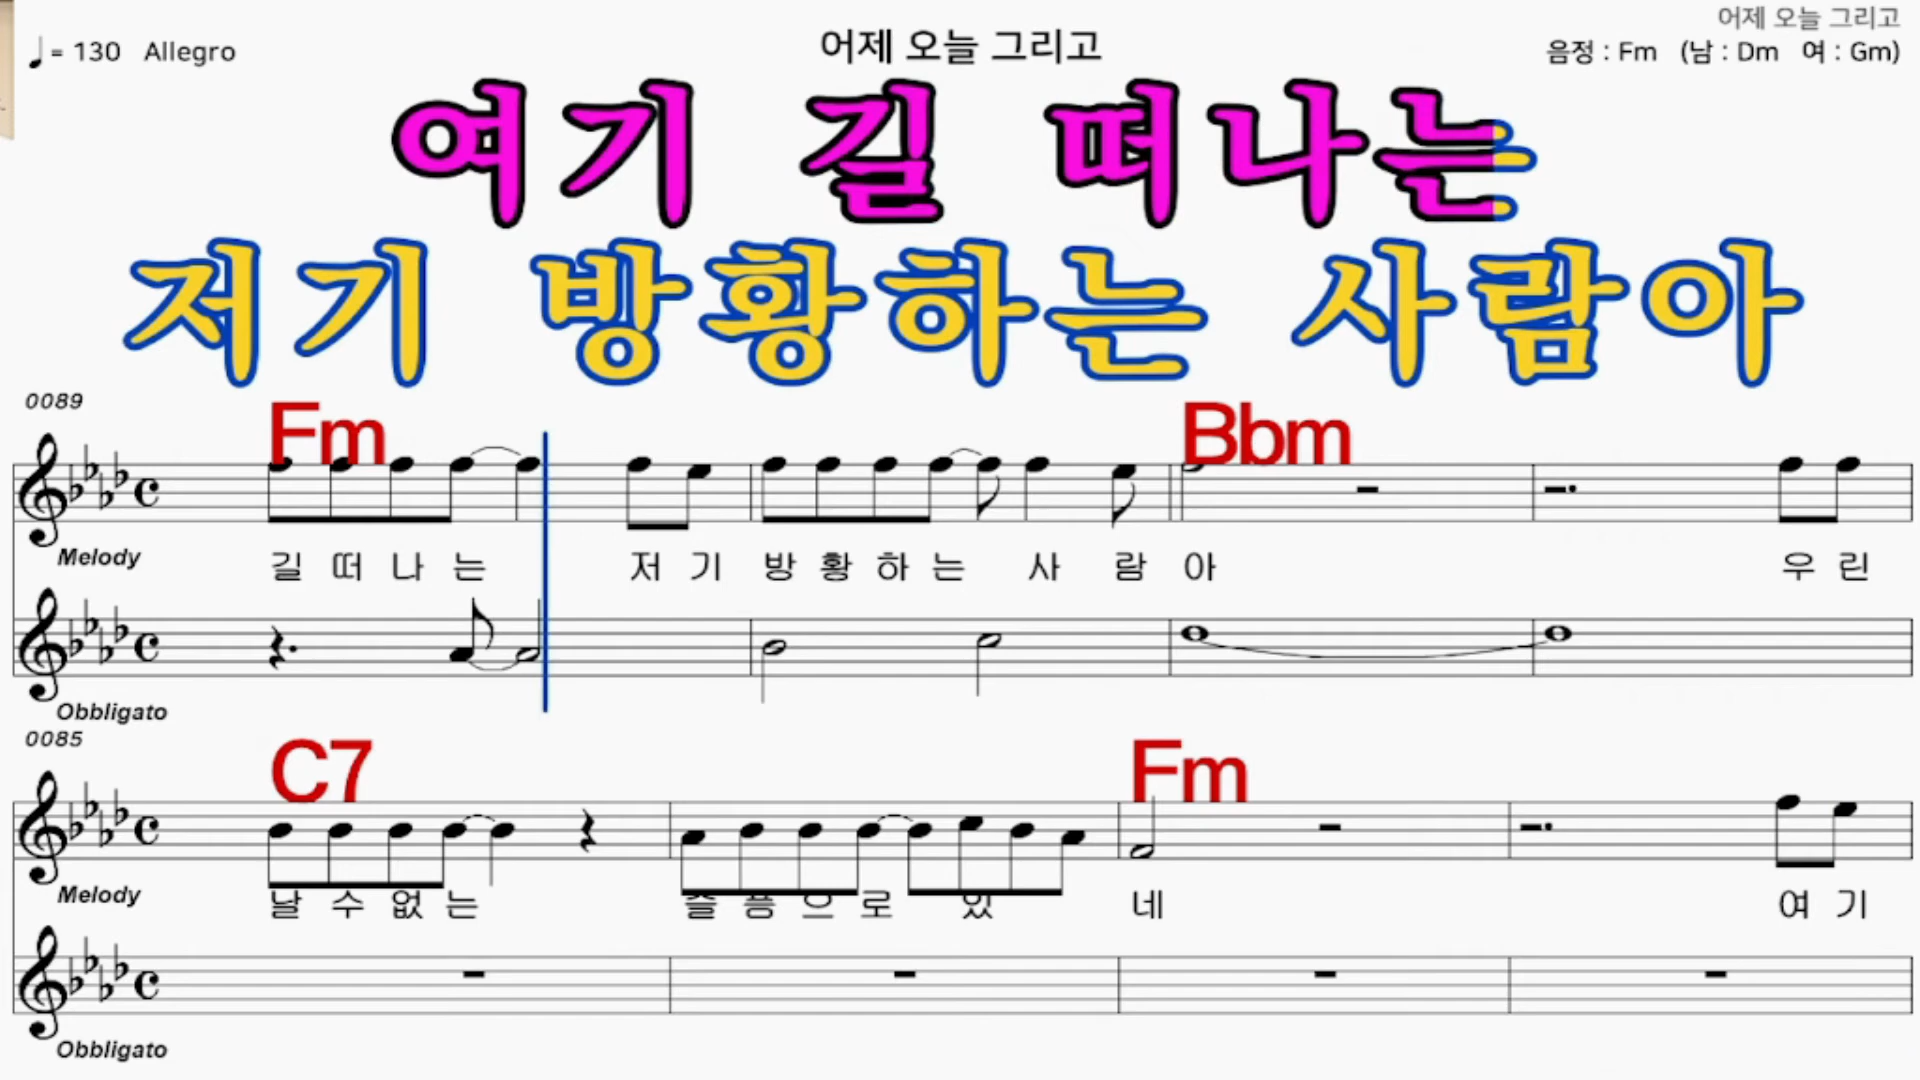 어제 오늘 그리고
♩= 130 Allegro
어제 오늘 그리고
음정 : Fm (남 : Dm 여 : Gm)
여기 길 떠나는
저기 방황하는 사람아
0089
Fm Bbm
Melody
길 떠 나 는 저 기 방 황 하 는 사 람 아 우 린
Obbligato
0085
C7 Fm
Melody
날 수 없 는 슬 픔 으 로 있 네 여 기
Obbligato